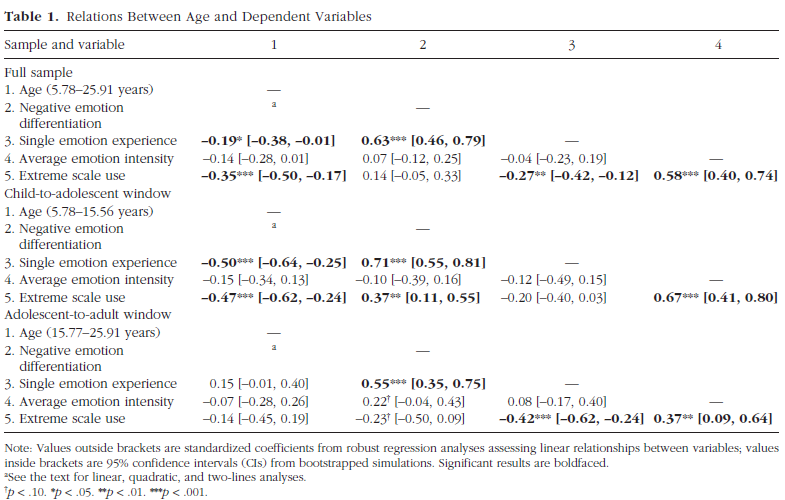 Table 1. Relations Between Age and Dependent Variables
Sample and variable 1 2 3 4
Full sample
1. Age (5.78–25.91 years) —
2. Negative emotion differentiation a —
3. Single emotion experience –0.19* [–0.38, –0.01] 0.63*** [0.46, 0.79] —
4. Average emotion intensity –0.14 [–0.28, 0.01] 0.07 [–0.12, 0.25] –0.04 [–0.23, 0.19] —
5. Extreme scale use –0.35*** [–0.50, –0.17] 0.14 [–0.05, 0.33] –0.27** [–0.42, –0.12] 0.58*** [0.40, 0.74]
Child-to-adolescent window
1. Age (5.78–15.56 years) —
2. Negative emotion differentiation a —
3. Single emotion experience –0.50*** [–0.64, –0.25] 0.71*** [0.55, 0.81] —
4. Average emotion intensity –0.15 [–0.34, 0.13] –0.10 [–0.39, 0.16] –0.12 [–0.49, 0.15] —
5. Extreme scale use –0.47*** [–0.62, –0.24] 0.37** [0.11, 0.55] –0.20 [–0.40, 0.03] 0.67*** [0.41, 0.80]
Adolescent-to-adult window
1. Age (15.77–25.91 years) —
2. Negative emotion differentiation a —
3. Single emotion experience 0.15 [–0.01, 0.40] 0.55*** [0.35, 0.75] —
4. Average emotion intensity –0.07 [–0.28, 0.26] 0.22† [–0.04, 0.43] 0.08 [–0.17, 0.40] —
5. Extreme scale use –0.14 [–0.45, 0.19] –0.23† [–0.50, 0.09] –0.42*** [–0.62, –0.24] 0.37** [0.09, 0.64]
Note: Values outside brackets are standardized coefficients from robust regression analyses assessing linear relationships between variables; values
inside brackets are 95% confidence intervals (CIs) from bootstrapped simulations. Significant results are boldfaced.
ᵃSee the text for linear, quadratic, and two-lines analyses.
†p < .10. *p < .05. **p < .01. ***p < .001.